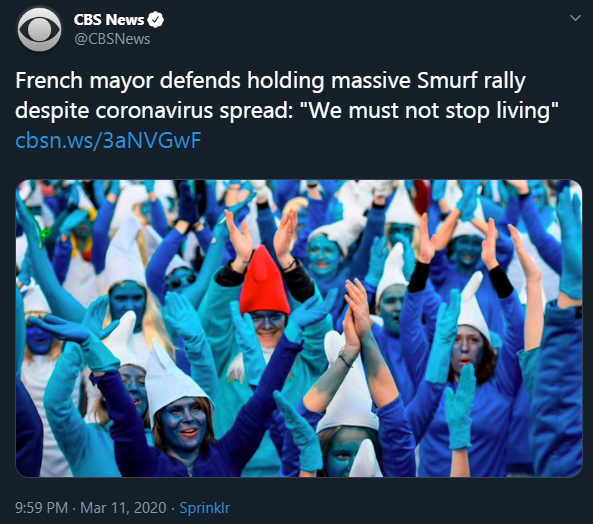 CBS News
@CBSNews
French mayor defends holding massive Smurf rally
despite coronavirus spread: "We must not stop living"
cbsn.ws/3aNVGwF
9:59 PM · Mar 11, 2020 · Sprinklr